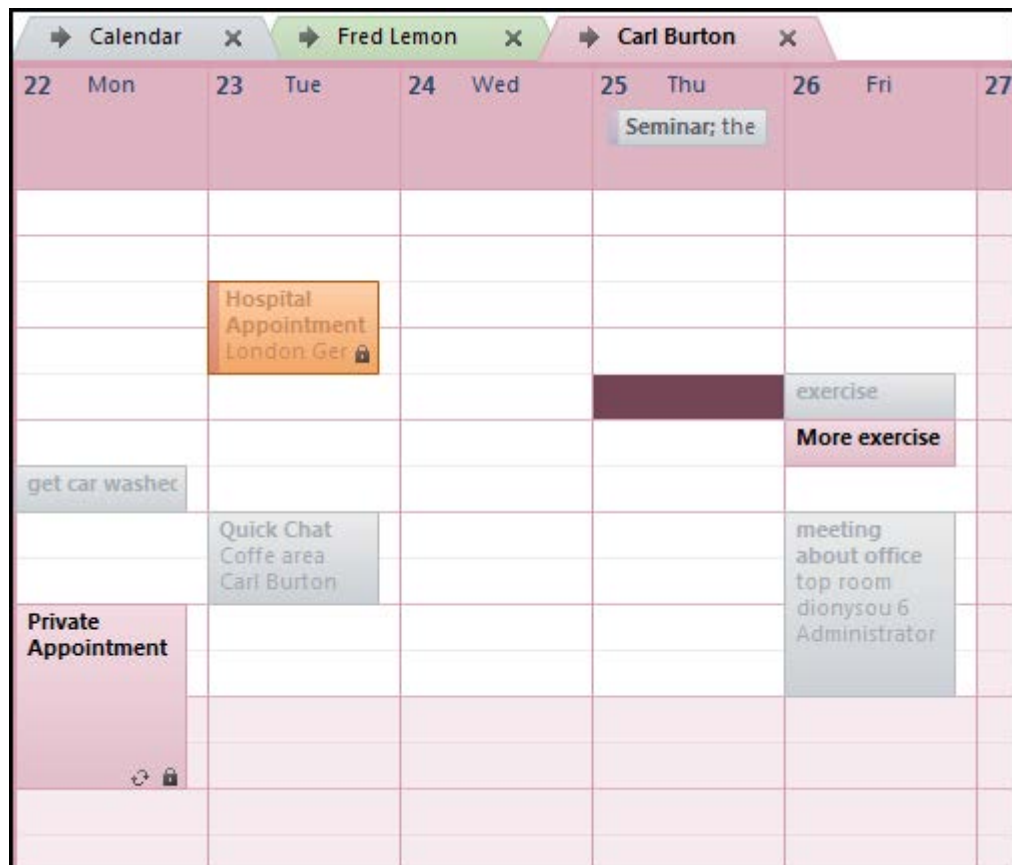 Calendar Fred Lemon Carl Burton
22 Mon 23 Tue 24 Wed 25 Thu 26 Fri 27
Seminar; the
Hospital
Appointment
London Ger
exercise
More exercise
get car washed
Quick Chat
Coffe area
Carl Burton
meeting
about office
top room
dionysou 6
Administrator
Private
Appointment